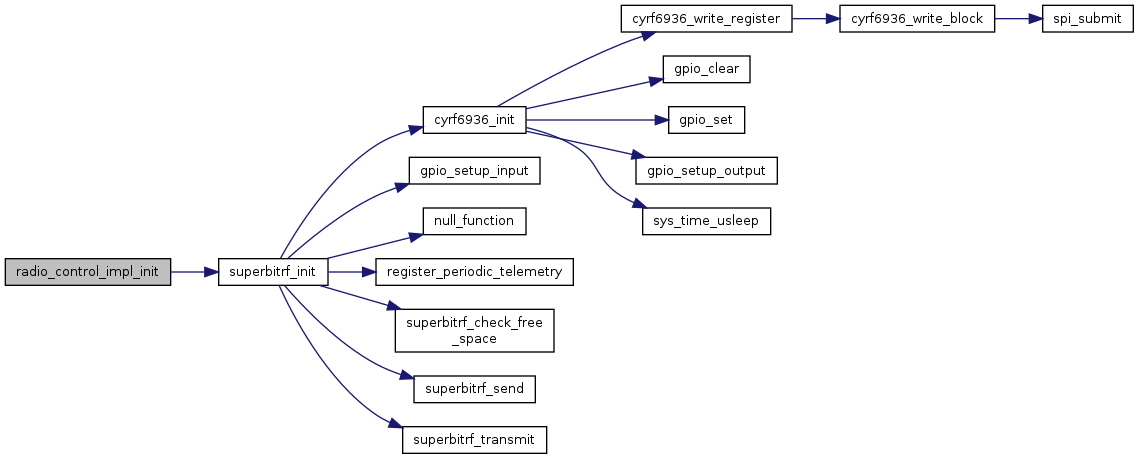 cyrf6936_write_register
cyrf6936_write_block
spi_submit
gpio_clear
cyrf6936_init
gpio_set
gpio_setup_input
gpio_setup_output
null_function
sys_time_usleep
radio_control_impl_init
superbitrf_init
register_periodic_telemetry
superbitrf_check_free
_space
superbitrf_send
superbitrf_transmit